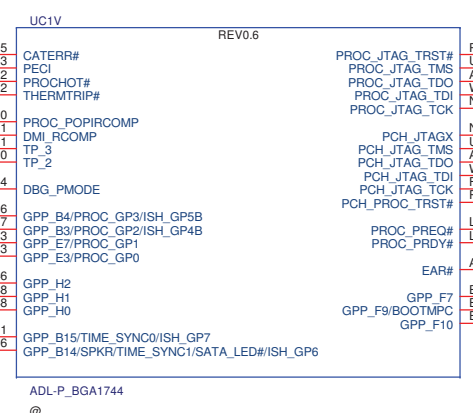 UC1V
REV0.6
CATERR#
PECI
PROCHOT#
THERMTRIP#
PROC_POPIRCOMP
DMI_RCOMP
TP_3
TP_2
DBG_PMODE
GPP_B4/PROC_GP3/ISH_GP5B
GPP_B3/PROC_GP2/ISH_GP4B
GPP_E7/PROC_GP1
GPP_E3/PROC_GP0
GPP_H2
GPP_H1
GPP_H0
GPP_B15/TIME_SYNC0/ISH_GP7
GPP_B14/SPKR/TIME_SYNC1/SATA_LED#/ISH_GP6
PROC_JTAG_TRST#
PROC_JTAG_TMS
PROC_JTAG_TDO
PROC_JTAG_TDI
PROC_JTAG_TCK
PCH_JTAGX
PCH_JTAG_TMS
PCH_JTAG_TDO
PCH_JTAG_TDI
PCH_JTAG_TCK
PCH_PROC_TRST#
PROC_PREQ#
PROC_PRDY#
EAR#
GPP_F7
GPP_F9/BOOTMPC
GPP_F10
ADL-P_BGA1744
@